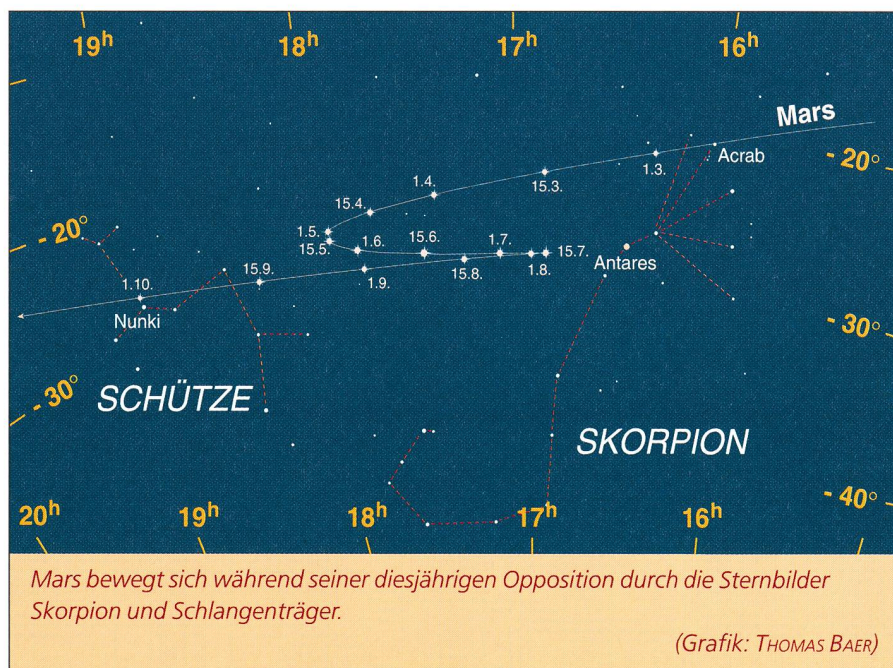 19h 18h 17h 16h
Mars
Acrab
- 20°
1.3.
15.3.
1.4.
15.4.
1.5.
15.5.
1.6.
15.6.
1.7.
15.7.
Antares
- 20°
1.10.
15.9.
1.9.
15.8.
1.8.
Nunki
- 30°
- 30°
SCHÜTZE
SKORPION
- 40°
20h 19h 18h 17h 16h
Mars bewegt sich während seiner diesjährigen Opposition durch die Sternbilder
Skorpion und Schlangenträger.
(Grafik: THOMAS BAER)